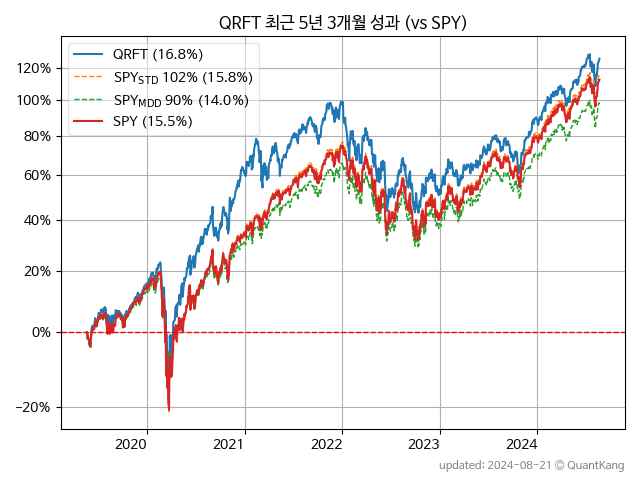 QRFT 최근 5년 3개월 성과 (vs SPY)
QRFT (16.8%)
SPY_STD 102% (15.8%)
SPY_MDD 90% (14.0%)
SPY (15.5%)
120%
100%
80%
60%
40%
20%
0%
−20%
2020 2021 2022 2023 2024
updated: 2024-08-21 © QuantKang